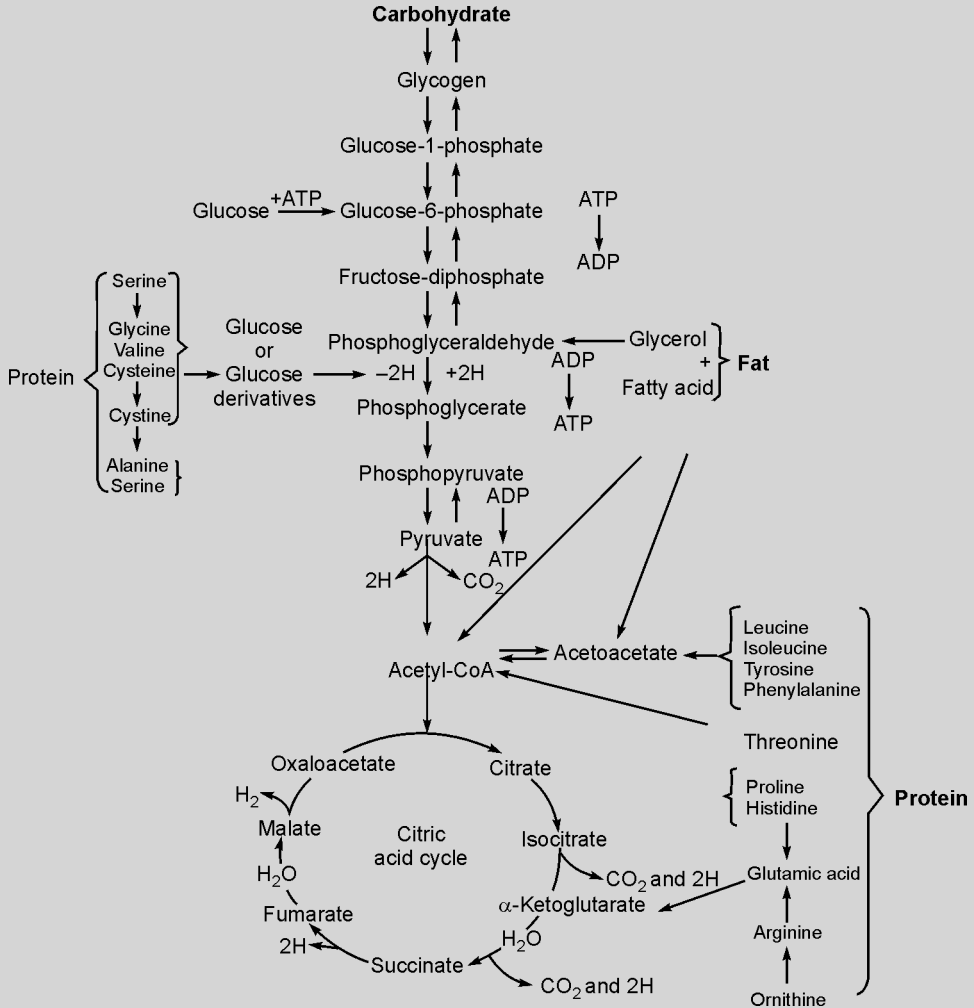 Carbohydrate
Glycogen
Glucose-1-phosphate
Glucose +ATP Glucose-6-phosphate
ATP
ADP
Fructose-diphosphate
Protein
Serine
Glycine
Valine
Cysteine
Cystine
Alanine
Serine
Glucose
or
Glucose
derivatives
Phosphoglyceraldehyde
Glycerol
+
Fatty acid
Fat
–2H +2H
ADP
ATP
Phosphoglycerate
Phosphopyruvate
ADP
ATP
Pyruvate
2H
CO₂
Acetyl-CoA
Acetoacetate
Leucine
Isoleucine
Tyrosine
Phenylalanine
Threonine
Proline
Histidine
Protein
Glutamic acid
Arginine
Ornithine
Oxaloacetate
Citrate
H₂
Malate
Citric
acid cycle
Isocitrate
CO₂ and 2H
H₂O
α-Ketoglutarate
Fumarate
H₂O
2H
Succinate
CO₂ and 2H